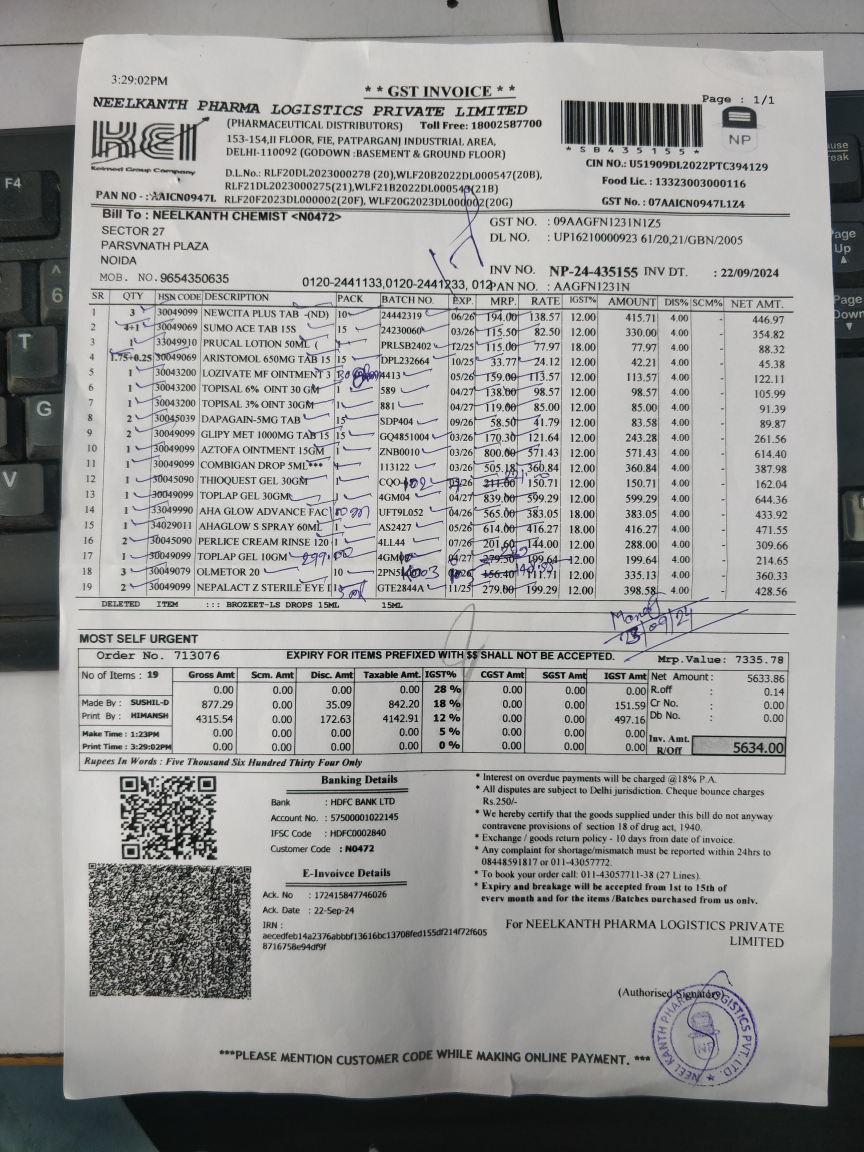 3:29:02PM
** GST INVOICE **
Page : 1/1
NEELKANTH PHARMA LOGISTICS PRIVATE LIMITED
KEI
Keimed Group Company
(PHARMACEUTICAL DISTRIBUTORS) Toll Free: 18002587700
153-154,II FLOOR, FIE, PATPARGANJ INDUSTRIAL AREA,
DELHI-110092 (GODOWN :BASEMENT & GROUND FLOOR)
*SB435155*
NP
CIN NO.: U51909DL2022PTC394129
D.L.No.: RLF20DL2023000278 (20),WLF20B2022DL000547(20B),
Food Lic. : 13323003000116
RLF21DL2023000275(21),WLF21B2022DL000549(21B)
PAN NO - :AAICN0947L RLF20F2023DL000002(20F), WLF20G2023DL000002(20G)
GST No. : 07AAICN0947L1Z4
Bill To : NEELKANTH CHEMIST <N0472>
GST NO. : 09AAGFN1231N1Z5
SECTOR 27
DL NO. : UP16210000923 61/20,21/GBN/2005
PARSVNATH PLAZA
NOIDA
INV NO. NP-24-435155 INV DT. : 22/09/2024
MOB. NO. 9654350635 0120-2441133,0120-2441233, 012 PAN NO. : AAGFN1231N
SR QTY HSN CODE DESCRIPTION PACK BATCH NO. EXP. MRP. RATE IGST% AMOUNT DIS% SCM% NET AMT.
1 3 30049099 NEWCITA PLUS TAB -(ND) 10 24442319 06/26 194.00 138.57 12.00 415.71 4.00 - 446.97
2 4+1 30049069 SUMO ACE TAB 15S 15 24230060 03/26 115.50 82.50 12.00 330.00 4.00 - 354.82
3 1 33049910 PRUCAL LOTION 50ML ( 1 PRLSB2402 12/25 115.00 77.97 18.00 77.97 4.00 - 88.32
4 1.75+0.25 30049069 ARISTOMOL 650MG TAB 15 15 DPL232664 10/25 33.77 24.12 12.00 42.21 4.00 - 45.38
5 1 30043200 LOZIVATE MF OINTMENT 3 4413 05/26 159.00 113.57 12.00 113.57 4.00 - 122.11
6 1 30043200 TOPISAL 6% OINT 30 GM 1 589 04/27 138.00 98.57 12.00 98.57 4.00 - 105.99
7 1 30043200 TOPISAL 3% OINT 30GM 1 881 04/27 119.00 85.00 12.00 85.00 4.00 - 91.39
8 2 30045039 DAPAGAIN-5MG TAB 15 SDP404 09/26 58.50 41.79 12.00 83.58 4.00 - 89.87
9 2 30049099 GLIPY MET 1000MG TAB 15 15 GQ4851004 03/26 170.30 121.64 12.00 243.28 4.00 - 261.56
10 1 30049099 AZTOFA OINTMENT 15GM 1 ZNB0010 03/26 800.00 571.43 12.00 571.43 4.00 - 614.40
11 1 30049099 COMBIGAN DROP 5ML*** 113122 03/26 505.18 360.84 12.00 360.84 4.00 - 387.98
12 1 30045090 THIOQUEST GEL 30GM 1 05/26 211.00 150.71 12.00 150.71 4.00 - 162.04
13 1 30049099 TOPLAP GEL 30GM 1 4GM04 04/27 839.00 599.29 12.00 599.29 4.00 - 644.36
14 1 33049990 AHA GLOW ADVANCE FAC UFT9L052 04/26 565.00 383.05 18.00 383.05 4.00 - 433.92
15 1 34029011 AHAGLOW S SPRAY 60ML 1 AS2427 05/26 614.00 416.27 18.00 416.27 4.00 - 471.55
16 2 30045090 PERLICE CREAM RINSE 120 1 4LL44 07/26 201.60 144.00 12.00 288.00 4.00 - 309.66
17 1 30049099 TOPLAP GEL 10GM 299.00 04/27 279.50 199.64 12.00 199.64 4.00 - 214.65
18 3 30049079 OLMETOR 20 156.40 111.71 12.00 335.13 4.00 - 360.33
19 2 30049099 NEPALACT Z STERILE EYE D GTE2844A 11/25 279.00 199.29 12.00 398.58 4.00 - 428.56
DELETED ITEM ::: BROZEET-LS DROPS 15ML 15ML
23/09/24
MOST SELF URGENT
Order No. 713076 EXPIRY FOR ITEMS PREFIXED WITH $$ SHALL NOT BE ACCEPTED. Mrp.Value: 7335.78
No of Items : 19 Gross Amt Scm. Amt Disc. Amt Taxable Amt. IGST% CGST Amt SGST Amt IGST Amt Net Amount : 5633.86
0.00 0.00 0.00 0.00 28 % 0.00 0.00 0.00 R.off : 0.14
Made By : SUSHIL-D 877.29 0.00 35.09 842.20 18 % 0.00 0.00 151.59 Cr No. : 0.00
Print By : HIMANSH 4315.54 0.00 172.63 4142.91 12 % 0.00 0.00 497.16 Db No. : 0.00
Make Time : 1:23PM 0.00 0.00 0.00 0.00 5 % 0.00 0.00 0.00
Print Time : 3:29:02PM 0.00 0.00 0.00 0.00 0 % 0.00 0.00 0.00 Inv. Amt. R/Off 5634.00
Rupees In Words : Five Thousand Six Hundred Thirty Four Only
Banking Details
Bank : HDFC BANK LTD
Account No. : 57500001022145
IFSC Code : HDFC0002840
Customer Code : N0472
E-Invoivce Details
Ack. No : 172415847746026
Ack. Date : 22-Sep-24
IRN :
aecedfeb14a2376abbbf13616bc13708fed155df214f72f605
8716758e94df9f
* Interest on overdue payments will be charged @18% P.A.
* All disputes are subject to Delhi jurisdiction. Cheque bounce charges
Rs.250/-
* We hereby certify that the goods supplied under this bill do not anyway
contravene provisions of section 18 of drug act, 1940.
* Exchange / goods return policy - 10 days from date of invoice.
* Any complaint for shortage/mismatch must be reported within 24hrs to
08448591817 or 011-43057772.
* To book your order call: 011-43057711-38 (27 Lines).
* Expiry and breakage will be accepted from 1st to 15th of
every month and for the items /Batches purchased from us only.
For NEELKANTH PHARMA LOGISTICS PRIVATE
LIMITED
(Authorised Signatory)
NEELKANTH PHARMA LOGISTICS PVT. LTD.
NP
***PLEASE MENTION CUSTOMER CODE WHILE MAKING ONLINE PAYMENT. ***
F4
^
6
T
G
V
Pause
Break
Page
Up
Page
Down